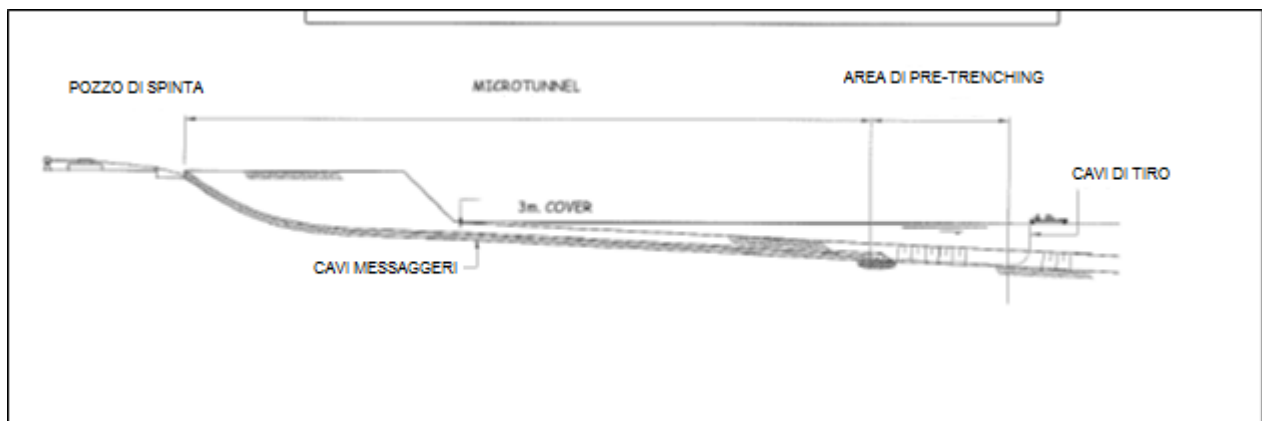 POZZO DI SPINTA
MICROTUNNEL
AREA DI PRE-TRENCHING
CAVI DI TIRO
3m. COVER
CAVI MESSAGGERI